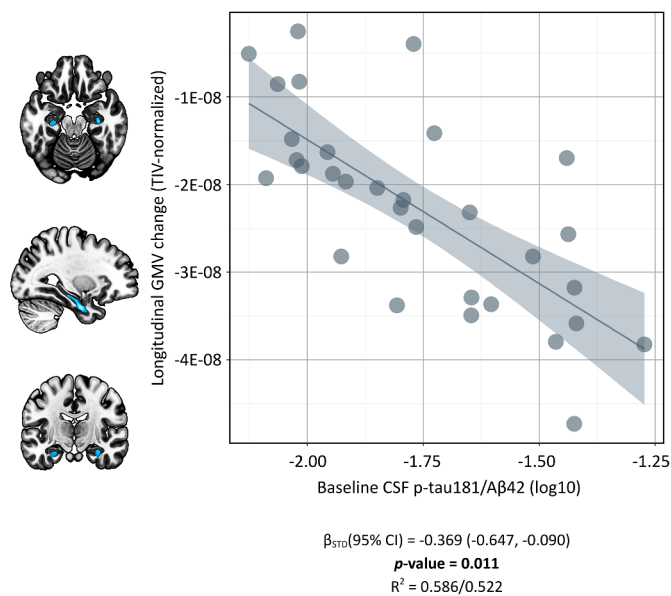 Longitudinal GMV change (TIV-normalized)
-1E-08
-2E-08
-3E-08
-4E-08
-2.00 -1.75 -1.50 -1.25
Baseline CSF p-tau181/Aβ42 (log10)
βSTD(95% CI) = -0.369 (-0.647, -0.090)
p-value = 0.011
R² = 0.586/0.522